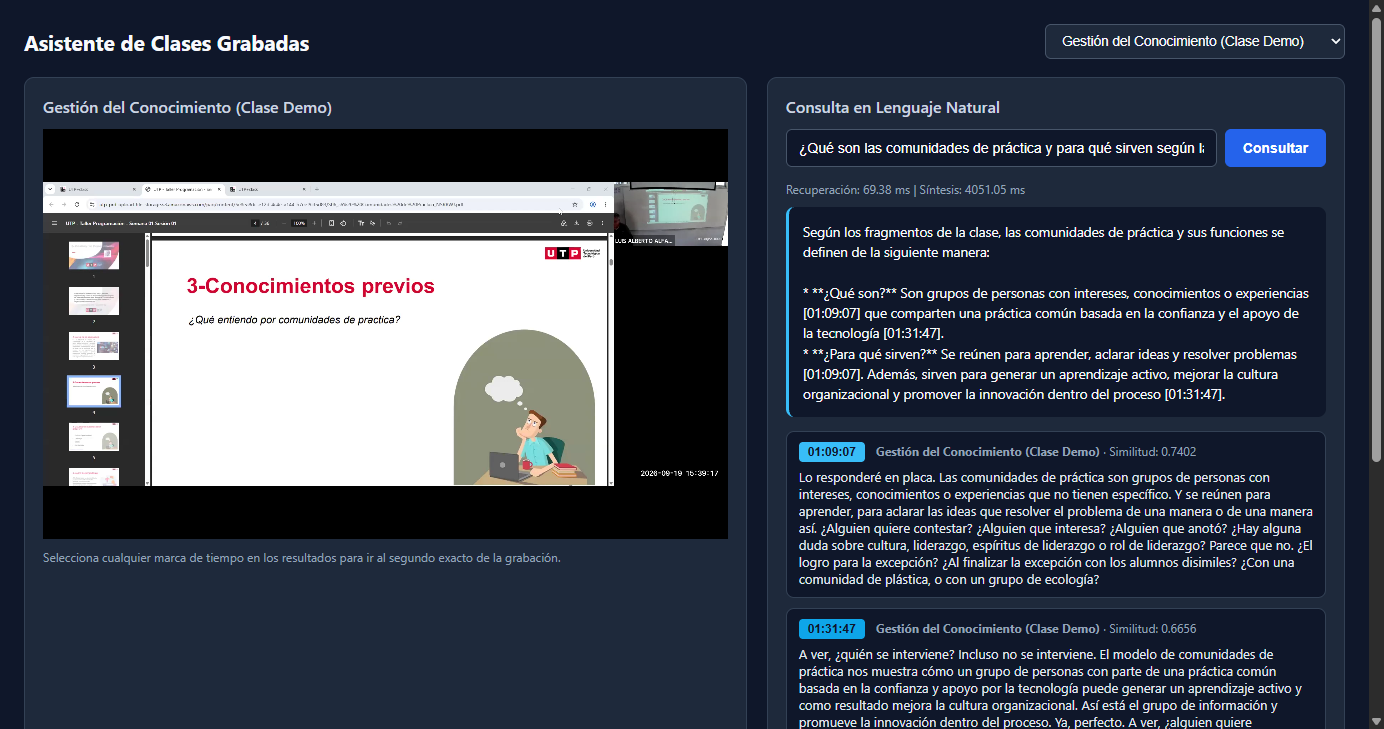 Asistente de Clases Grabadas
Gestión del Conocimiento (Clase Demo)
Gestión del Conocimiento (Clase Demo)
UTP - Taller Programacion - Semana 01 Sesion 01
100%
UTP
3-Conocimientos previos
¿Qué entiendo por comunidades de practica?
LUIS ALBERTO ALFA...
2026-09-19 15:39:17
Selecciona cualquier marca de tiempo en los resultados para ir al segundo exacto de la grabación.
Consulta en Lenguaje Natural
¿Qué son las comunidades de práctica y para qué sirven según
Consultar
Recuperación: 69.38 ms | Síntesis: 4051.05 ms
Según los fragmentos de la clase, las comunidades de práctica y sus funciones se
definen de la siguiente manera:
* **¿Qué son?** Son grupos de personas con intereses, conocimientos o experiencias
[01:09:07] que comparten una práctica común basada en la confianza y el apoyo de
la tecnología [01:31:47].
* **¿Para qué sirven?** Se reúnen para aprender, aclarar ideas y resolver problemas
[01:09:07]. Además, sirven para generar un aprendizaje activo, mejorar la cultura
organizacional y promover la innovación dentro del proceso [01:31:47].
01:09:07 Gestión del Conocimiento (Clase Demo) · Similitud: 0.7402
Lo responderé en placa. Las comunidades de práctica son grupos de personas con
intereses, conocimientos o experiencias que no tienen específico. Y se reúnen para
aprender, para aclarar las ideas que resolver el problema de una manera o de una manera
así. ¿Alguien quiere contestar? ¿Alguien que interesa? ¿Alguien que anotó? ¿Hay alguna
duda sobre cultura, liderazgo, espíritus de liderazgo o rol de liderazgo? Parece que no. ¿El
logro para la excepción? ¿Al finalizar la excepción con los alumnos disimiles? ¿Con una
comunidad de plástica, o con un grupo de ecología?
01:31:47 Gestión del Conocimiento (Clase Demo) · Similitud: 0.6656
A ver, ¿quién se interviene? Incluso no se interviene. El modelo de comunidades de
práctica nos muestra cómo un grupo de personas con parte de una práctica común
basada en la confianza y apoyo por la tecnología puede generar un aprendizaje activo y
como resultado mejora la cultura organizacional. Así está el grupo de información y
promueve la innovación dentro del proceso. Ya, perfecto. A ver, ¿alguien quiere